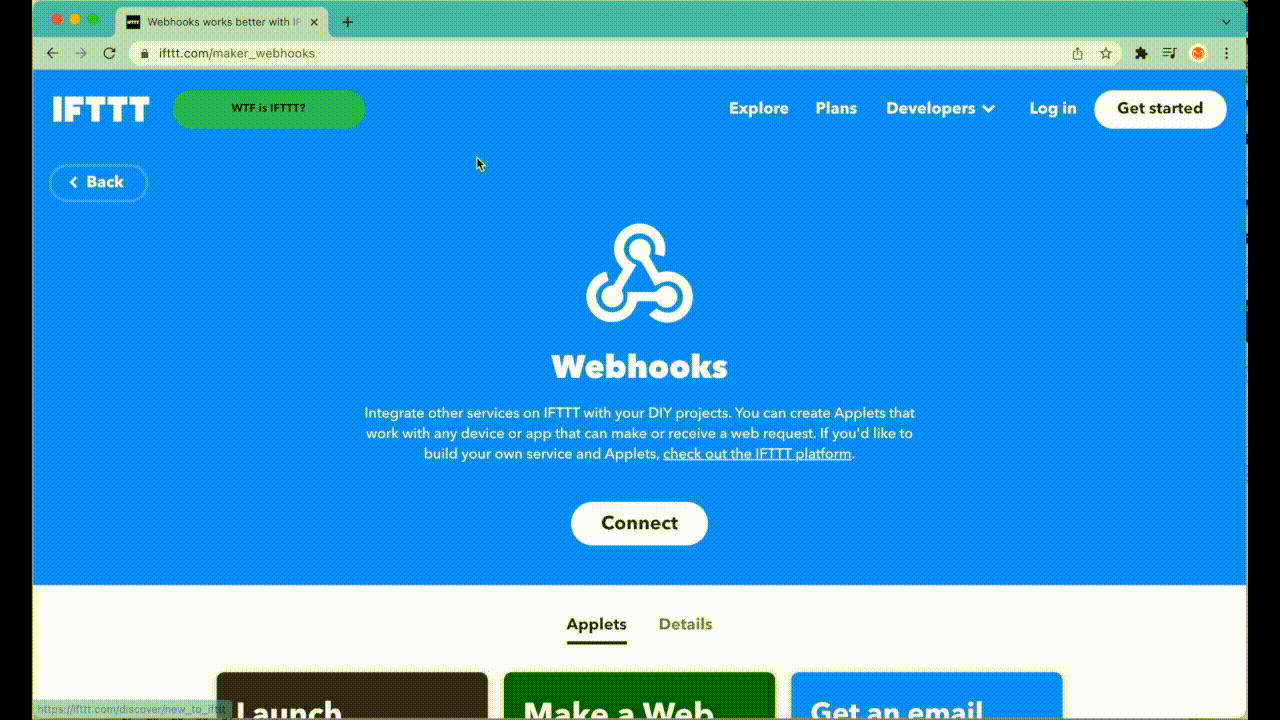 Webhooks works better with IF
ifttt.com/maker_webhooks
IFTTT
WTF is IFTTT?
Explore
Plans
Developers
Log in
Get started
Back
Webhooks
Integrate other services on IFTTT with your DIY projects. You can create Applets that
work with any device or app that can make or receive a web request. If you'd like to
build your own service and Applets, check out the IFTTT platform.
Connect
Applets
Details
Launch
Make a Web
Get an email
https://ifttt.com/discover/new_to_ifttt